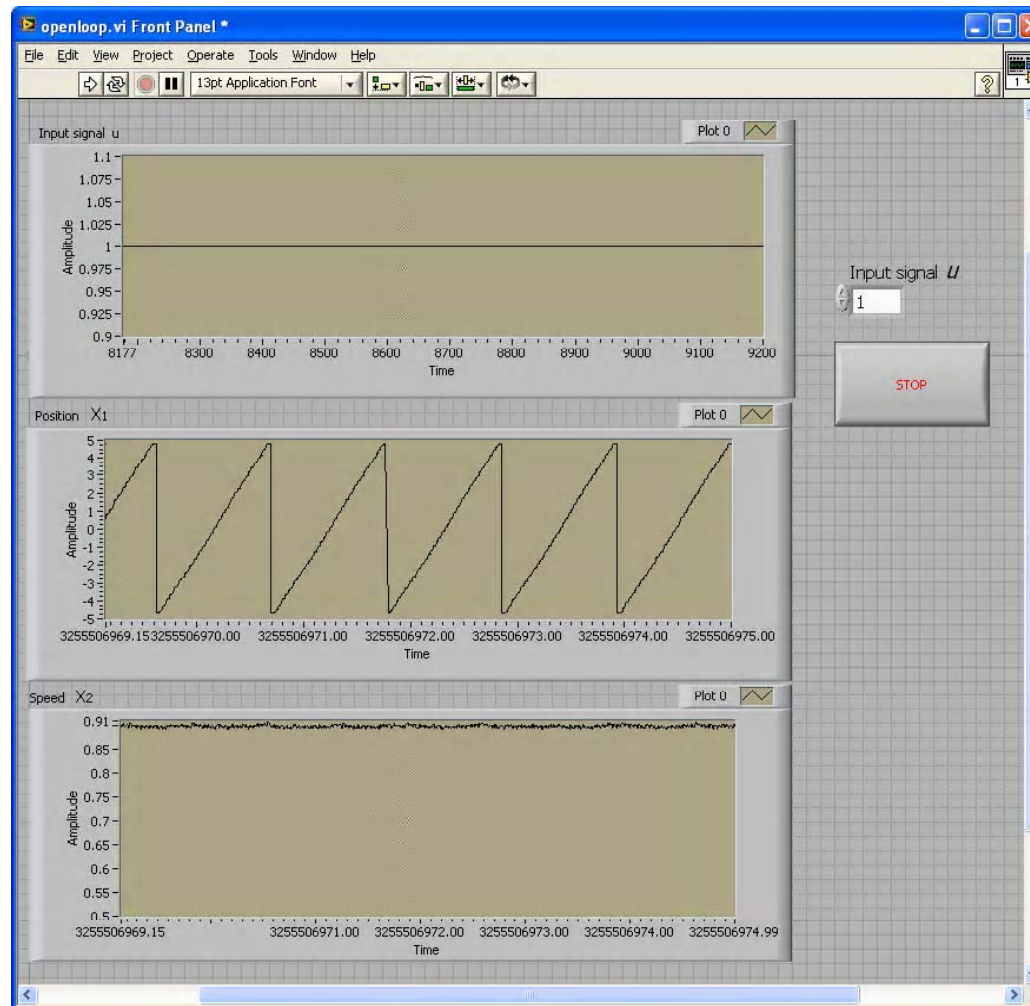 openloop.vi Front Panel *
File Edit View Project Operate Tools Window Help
13pt Application Font
?
1
Input signal u
Plot 0
1.1
1.075
1.05
1.025
1
0.975
0.95
0.925
0.9
Amplitude
8177 8300 8400 8500 8600 8700 8800 8900 9000 9100 9200
Time
Input signal u
1
STOP
Position X1
Plot 0
5
4
3
2
1
0
-1
-2
-3
-4
-5
Amplitude
3255506969.15 3255506970.00 3255506971.00 3255506972.00 3255506973.00 3255506974.00 3255506975.00
Time
Speed X2
Plot 0
0.91
0.85
0.8
0.75
0.7
0.65
0.6
0.55
0.5
Amplitude
3255506969.15 3255506971.00 3255506972.00 3255506973.00 3255506974.00 3255506974.99
Time